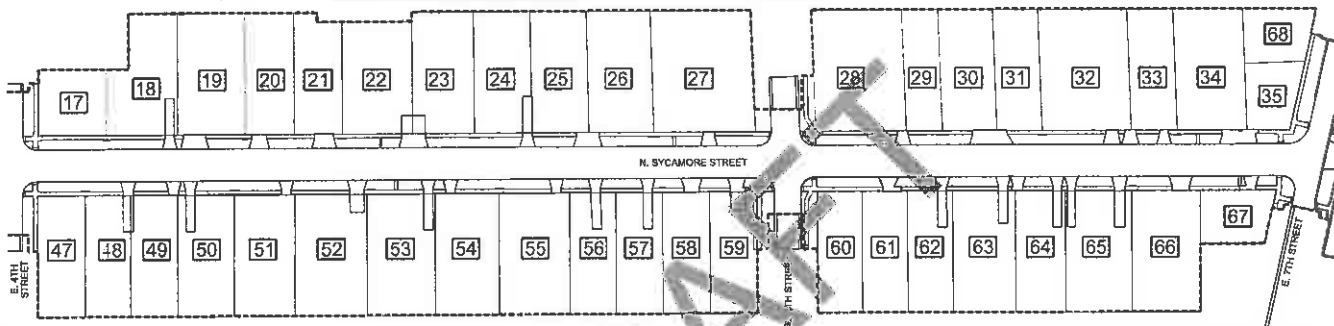 17 18 19 20 21 22 23 24 25 26 27 28 29 30 31 32 33 34 68
35
N. SYCAMORE STREET
47 48 49 50 51 52 53 54 55 56 57 58 59 60 61 62 63 64 65 66 67
E. 4TH
STREET
E. 7TH STREET